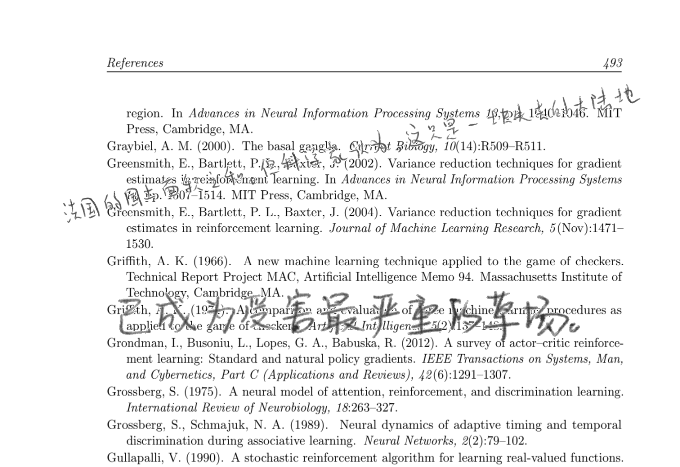 References 493
region. In Advances in Neural Information Processing Systems 1040–1046. MIT
Press, Cambridge, MA.
Graybiel, A. M. (2000). The basal ganglia. Current Biology, 10(14):R509–R511.
Greensmith, E., Bartlett, P. L., Baxter, J. (2002). Variance reduction techniques for gradient
estimates in reinforcement learning. In Advances in Neural Information Processing Systems
pp. 1507–1514. MIT Press, Cambridge, MA.
法国的国土面积 这只是一 的大陆地
Greensmith, E., Bartlett, P. L., Baxter, J. (2004). Variance reduction techniques for gradient
estimates in reinforcement learning. Journal of Machine Learning Research, 5(Nov):1471–
1530.
Griffith, A. K. (1966). A new machine learning technique applied to the game of checkers.
Technical Report Project MAC, Artificial Intelligence Memo 94. Massachusetts Institute of
Technology, Cambridge, MA.
已成为受害最严重的草场。
Griffith, A. K. (1974). A comparison and evaluation of three machine learning procedures as
applied to the game of checkers. Artificial Intelligence, 5(2):137–148.
Grondman, I., Busoniu, L., Lopes, G. A., Babuska, R. (2012). A survey of actor–critic reinforce-
ment learning: Standard and natural policy gradients. IEEE Transactions on Systems, Man,
and Cybernetics, Part C (Applications and Reviews), 42(6):1291–1307.
Grossberg, S. (1975). A neural model of attention, reinforcement, and discrimination learning.
International Review of Neurobiology, 18:263–327.
Grossberg, S., Schmajuk, N. A. (1989). Neural dynamics of adaptive timing and temporal
discrimination during associative learning. Neural Networks, 2(2):79–102.
Gullapalli, V. (1990). A stochastic reinforcement algorithm for learning real-valued functions.